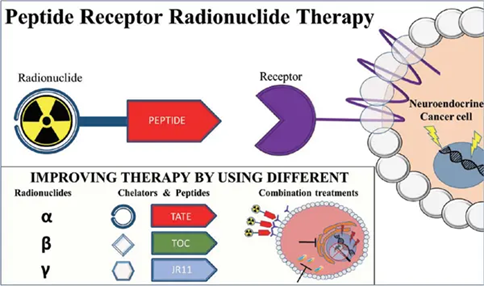 Peptide Receptor Radionuclide Therapy
Radionuclide
Receptor
PEPTIDE
Neuroendocrine
Cancer cell
IMPROVING THERAPY BY USING DIFFERENT
Radionuclides
Chelators & Peptides
Combination treatments
α
TATE
β
TOC
γ
JR11